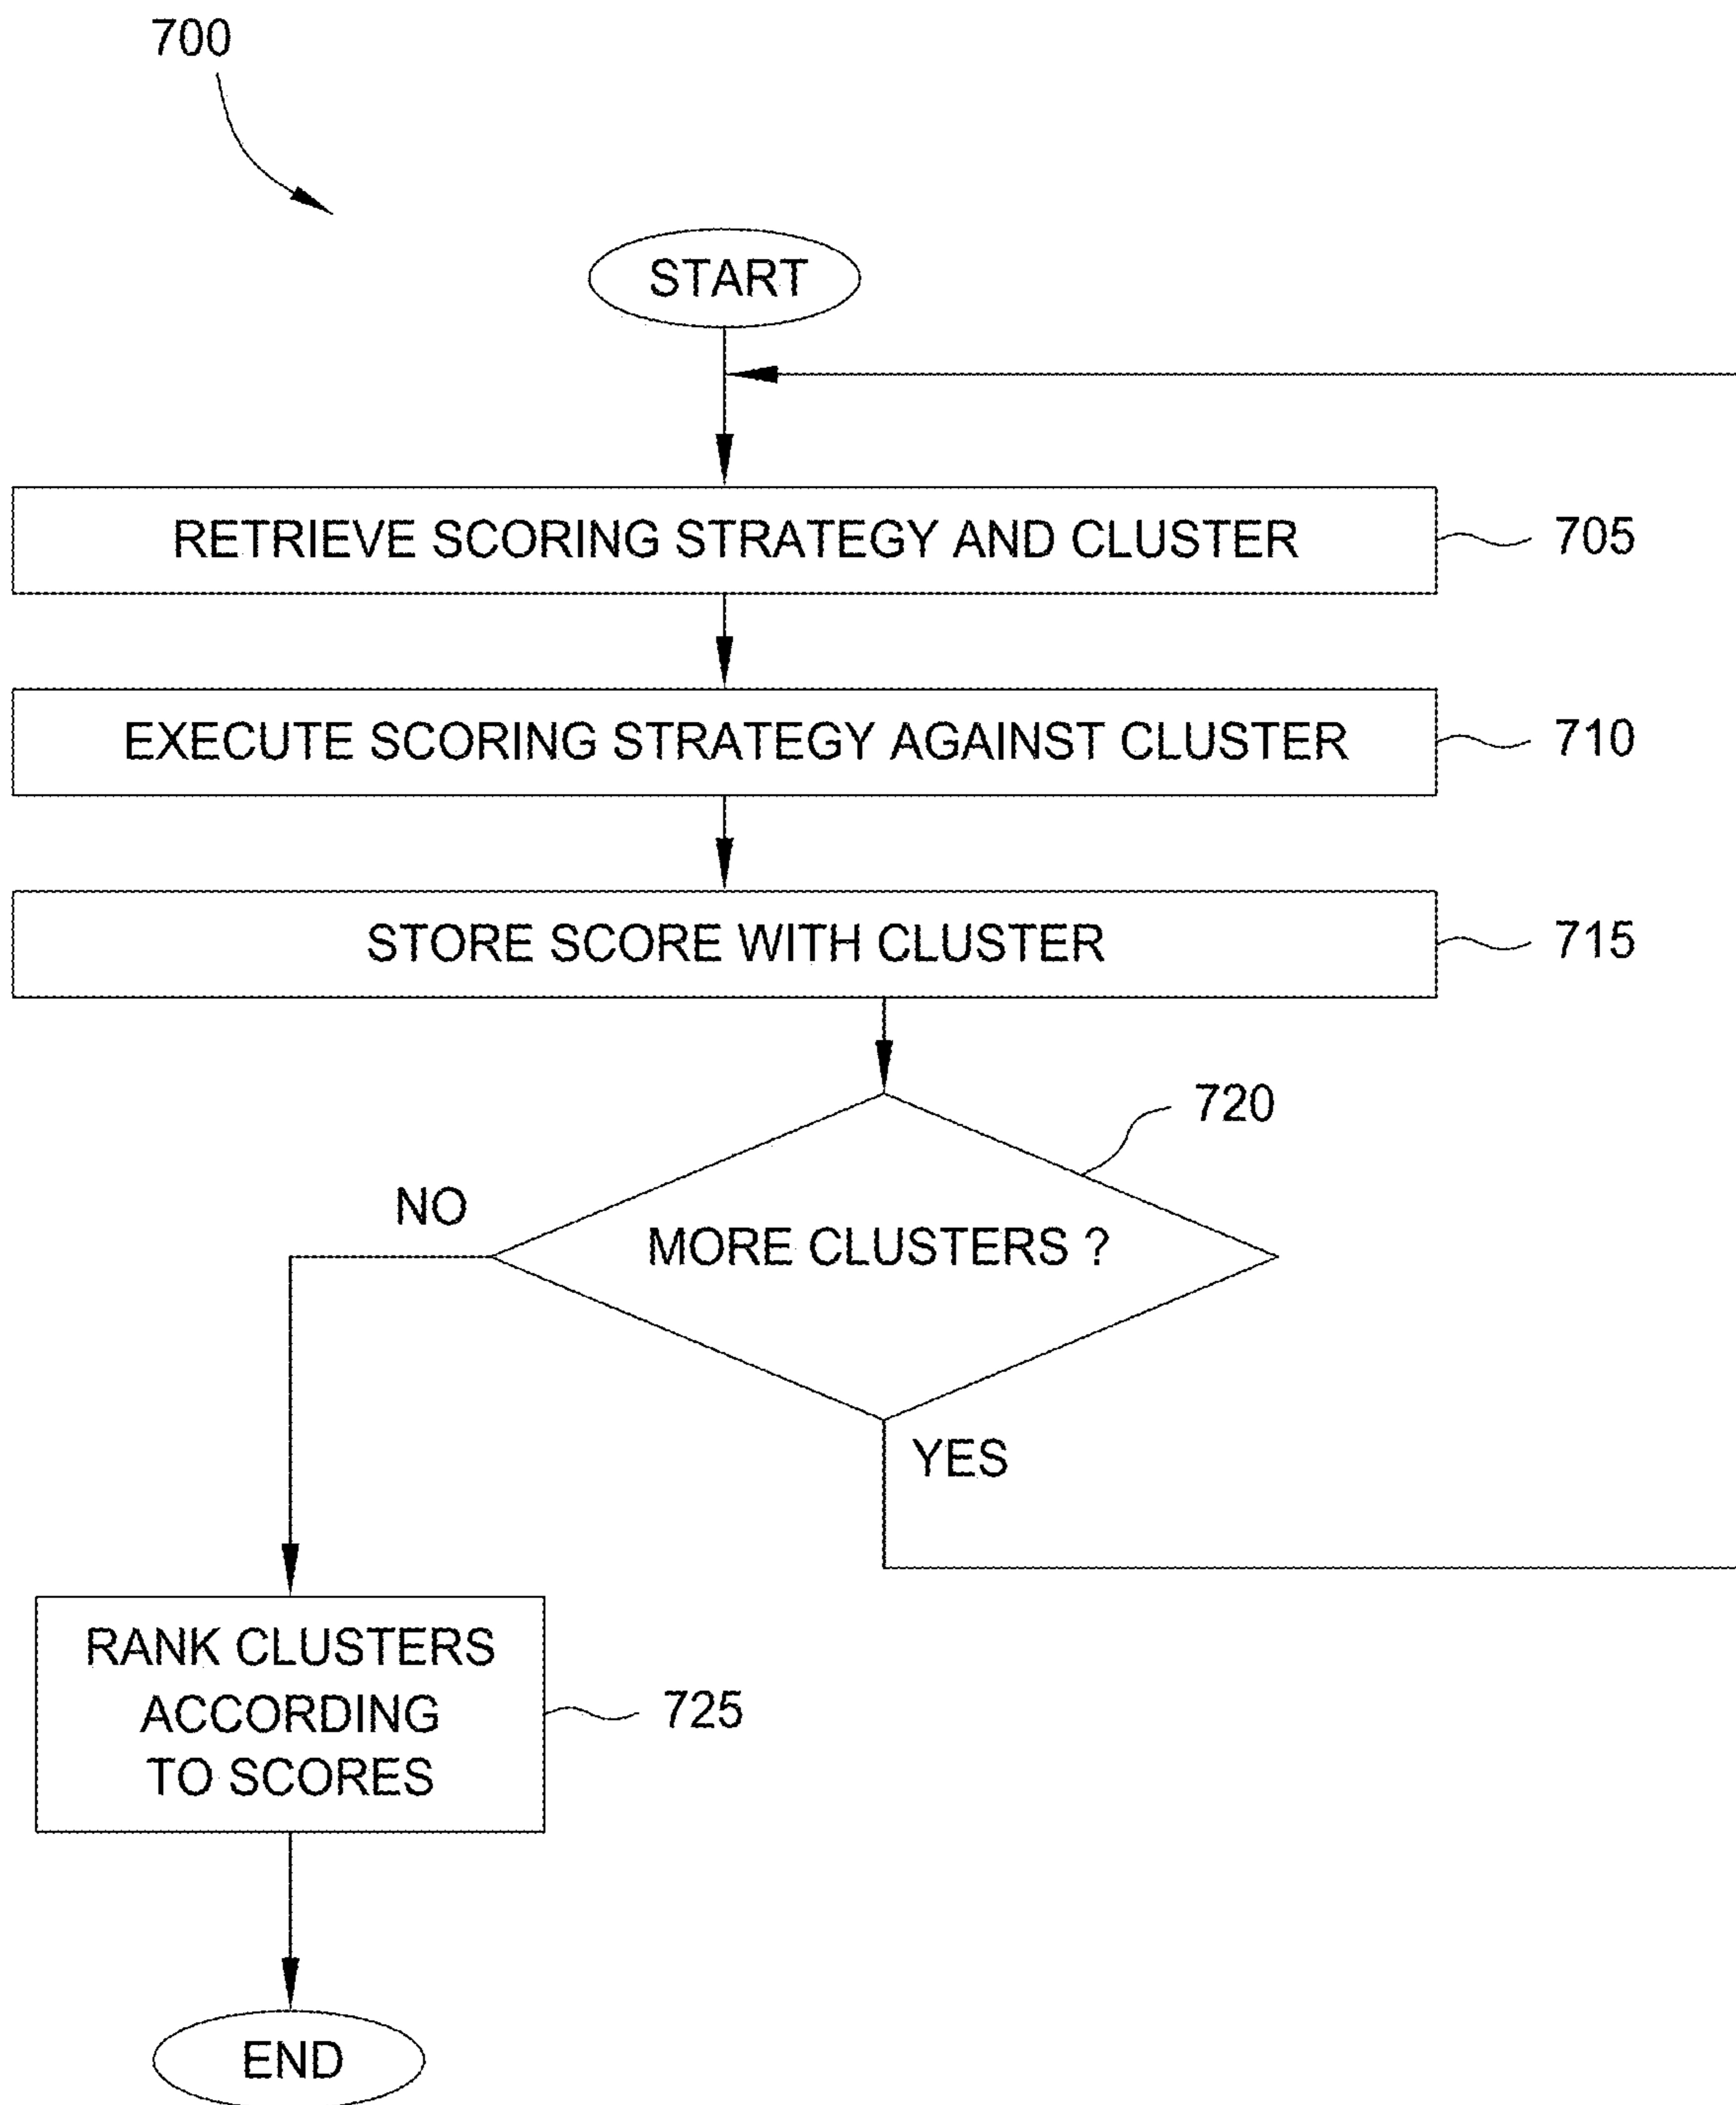 700
START
RETRIEVE SCORING STRATEGY AND CLUSTER
705
EXECUTE SCORING STRATEGY AGAINST CLUSTER
710
STORE SCORE WITH CLUSTER
715
720
NO
MORE CLUSTERS ?
YES
RANK CLUSTERS
ACCORDING
TO SCORES
725
END